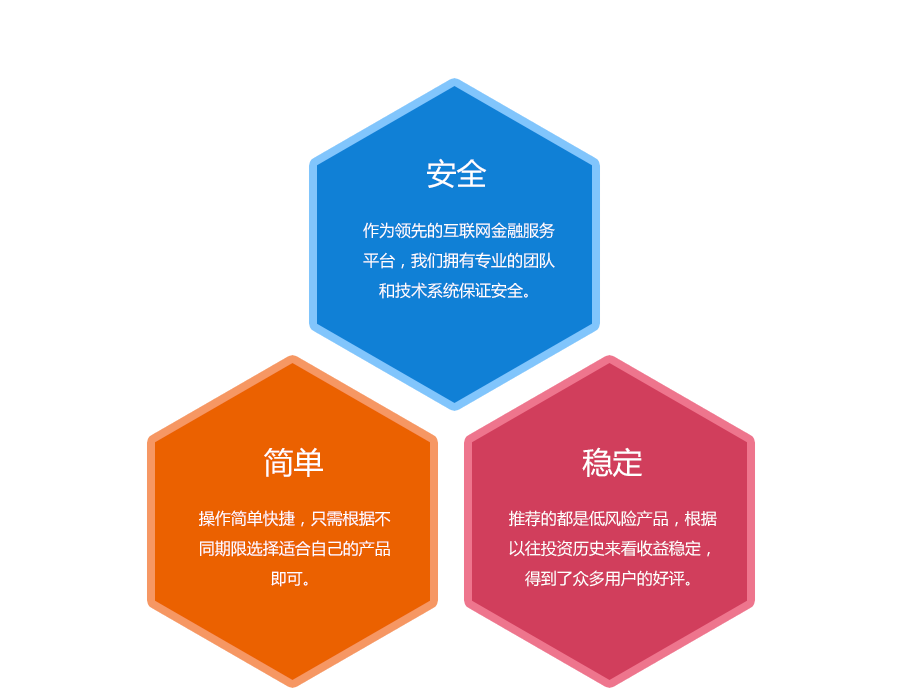 安全
作为领先的互联网金融服务
平台，我们拥有专业的团队
和技术系统保证安全。
简单
操作简单快捷，只需根据不
同期限选择适合自己的产品
即可。
稳定
推荐的都是低风险产品，根据
以往投资历史来看收益稳定，
得到了众多用户的好评。